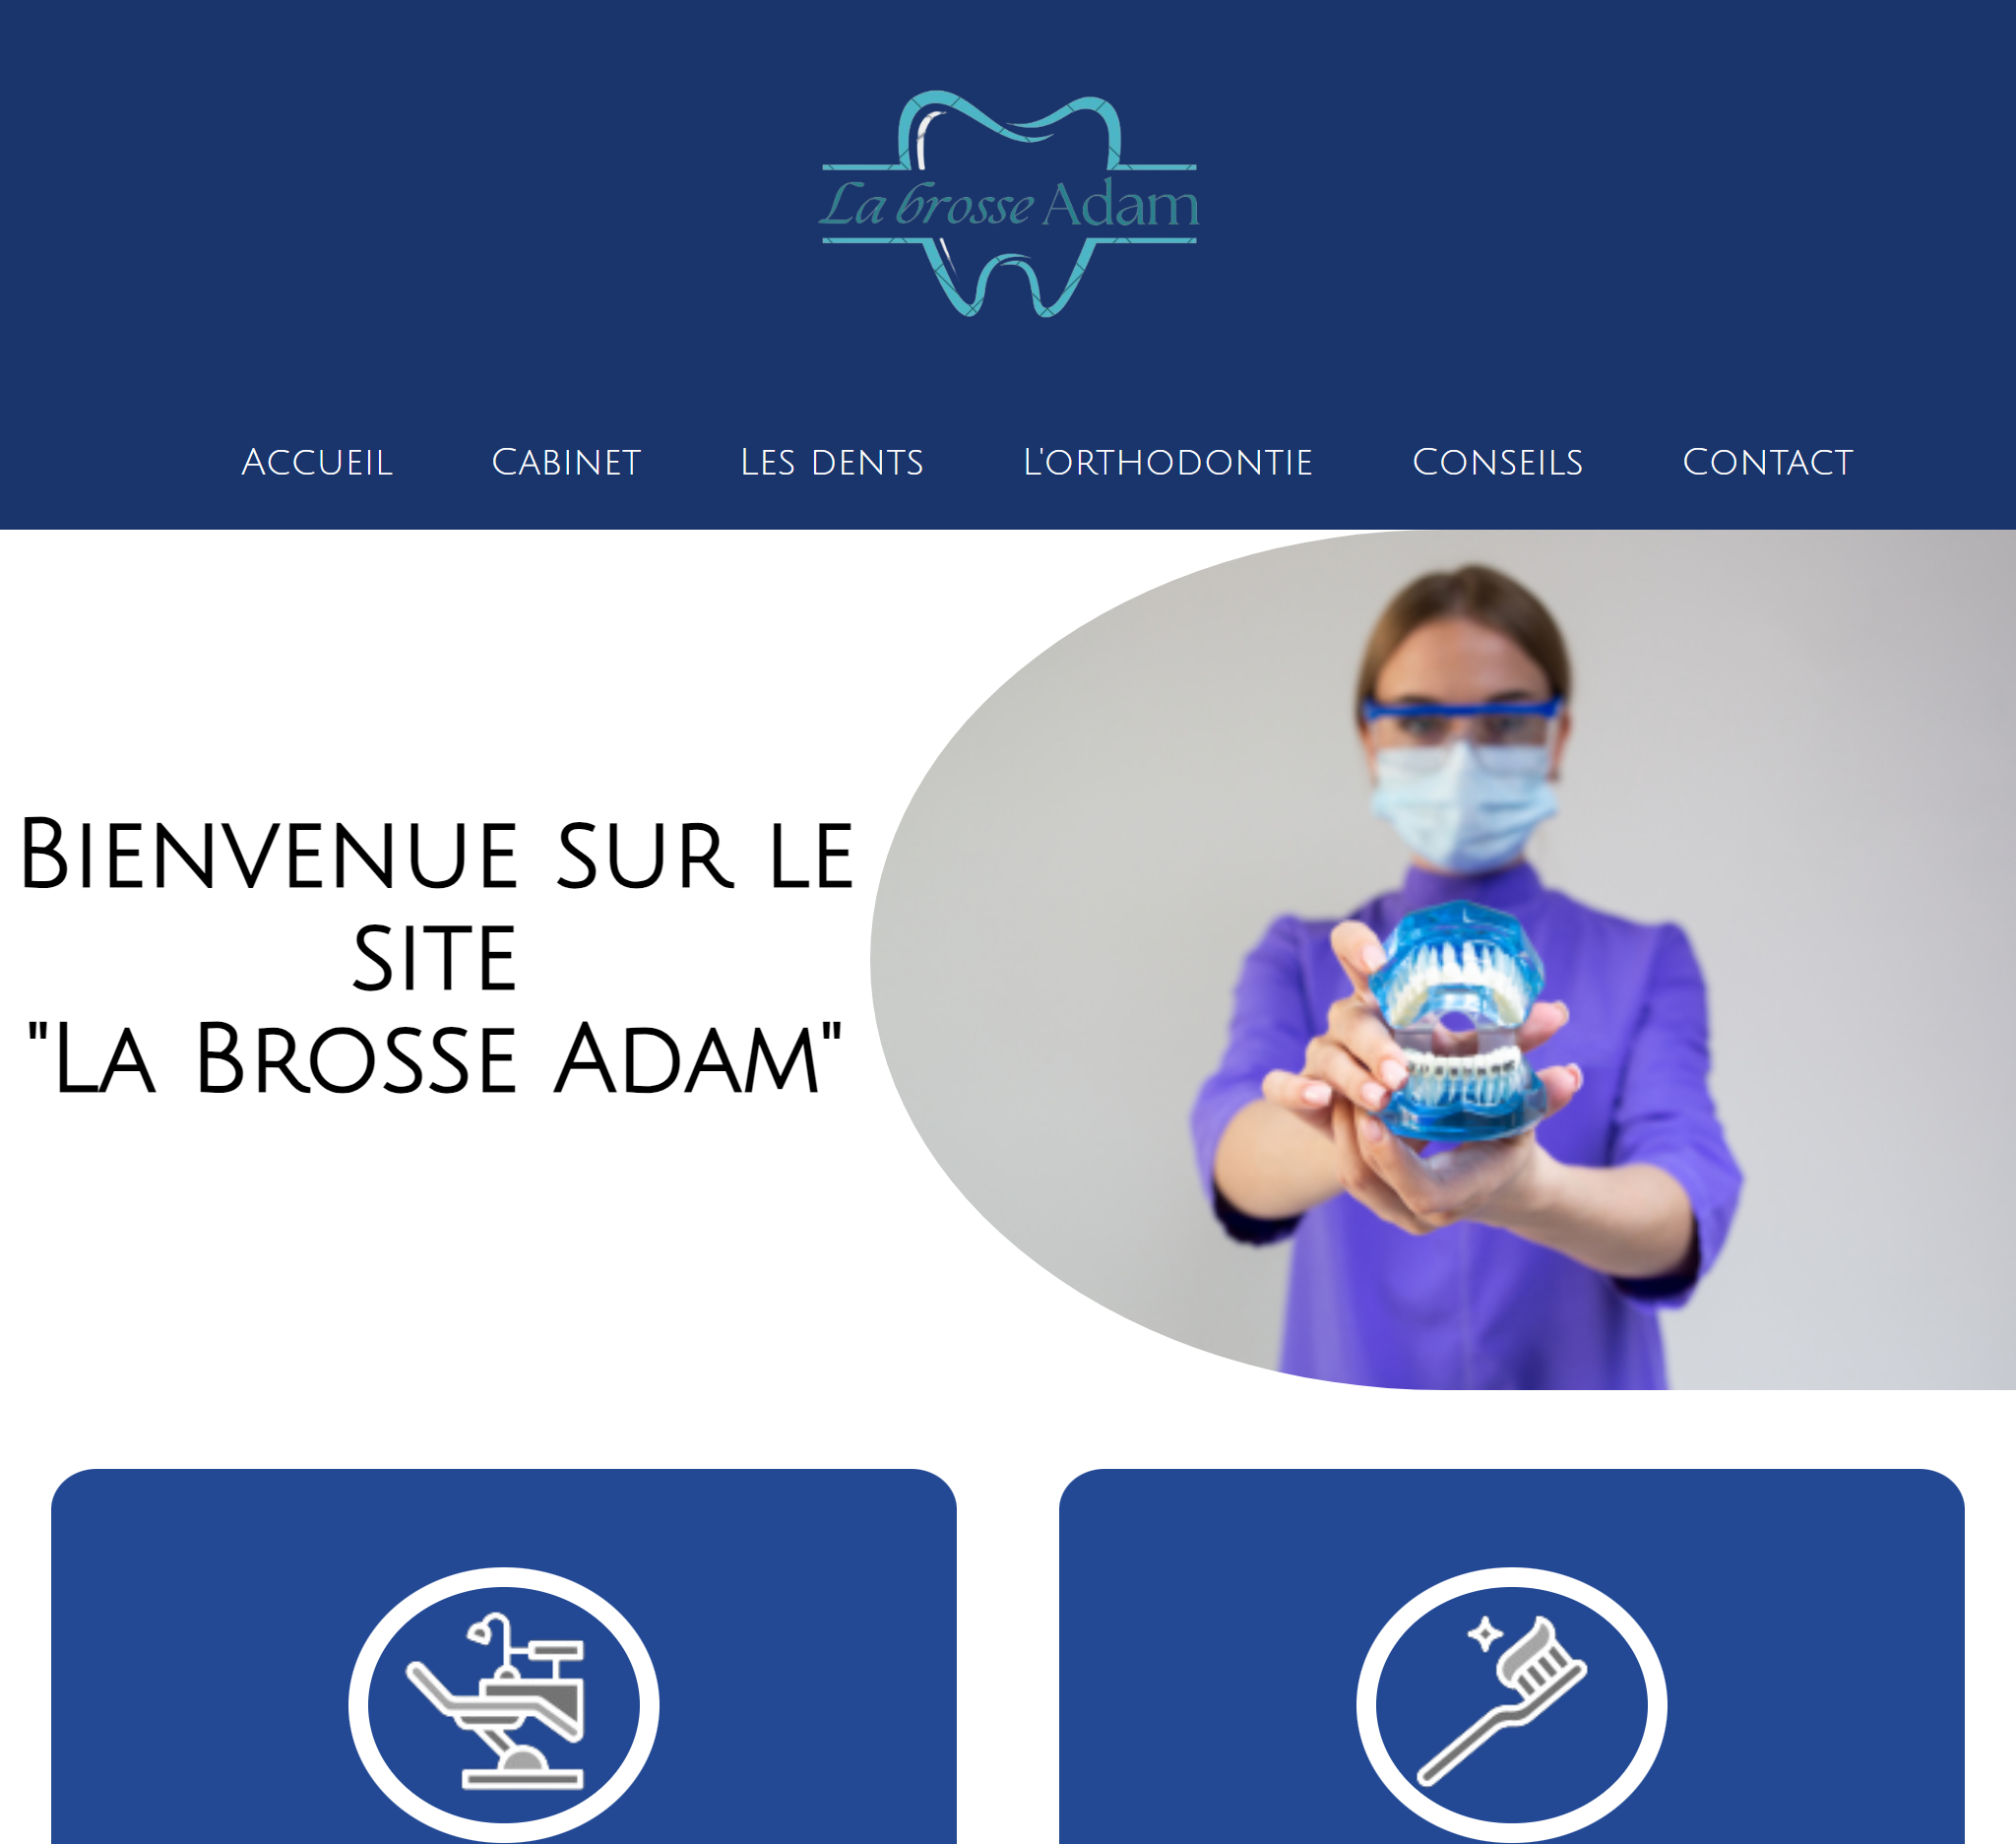 La brosse Adam
Accueil Cabinet Les dents L'orthodontie Conseils Contact
Bienvenue sur le
site
"La Brosse Adam"